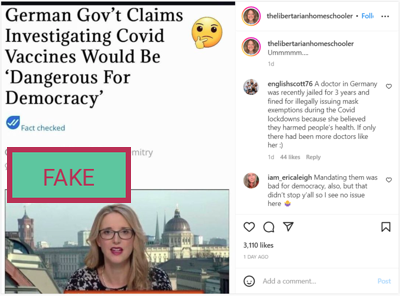 German Gov't Claims
Investigating Covid
Vaccines Would Be
'Dangerous For
Democracy'
Fact checked
mitry
FAKE
thelibertarianhomeschooler • Follo
thelibertarianhomeschooler
Ummmmm....
1d
englishscott76 A doctor in Germany
was recently jailed for 3 years and
fined for illegally issuing mask
exemptions during the Covid
lockdowns because she believed
they harmed people's health. If only
there had been more doctors like
her :)
1d 44 likes Reply
iam_ericaleigh Mandating them was
bad for democracy, also, but that
didn't stop y'all so I see no issue
here
3,110 likes
1 DAY AGO
Add a comment...
Post